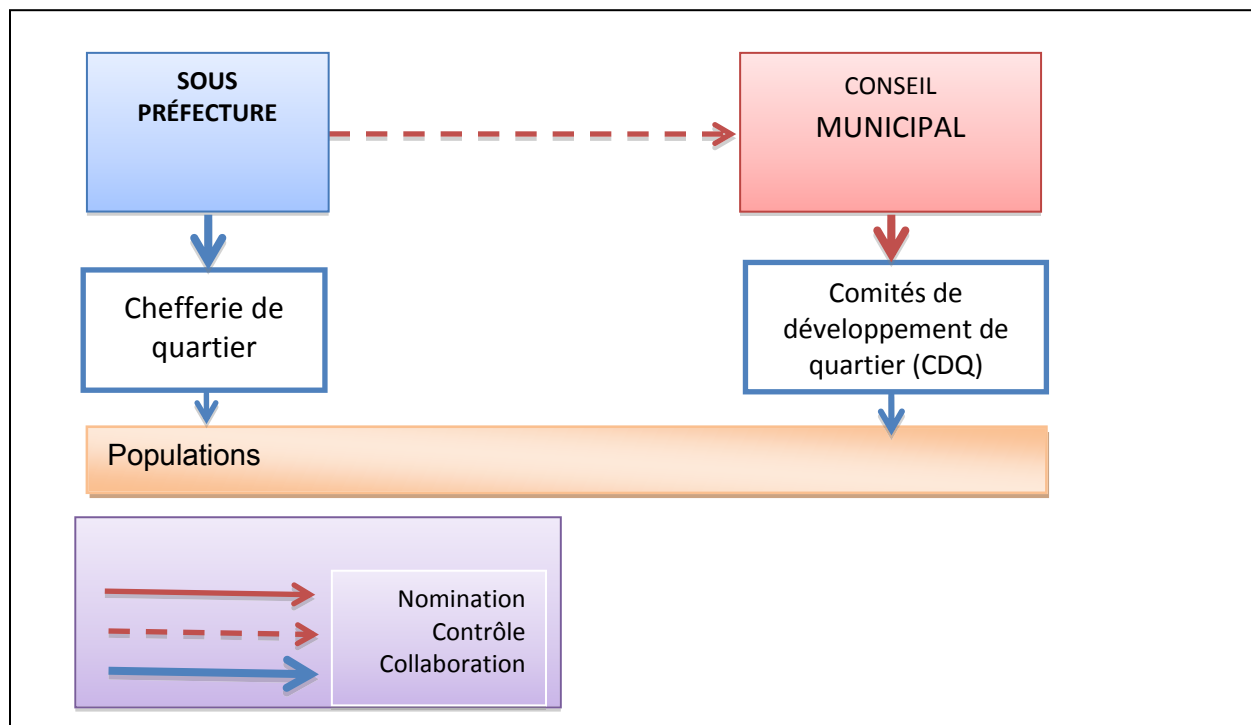 SOUS
PRÉFECTURE
CONSEIL
MUNICIPAL
Chefferie de
quartier
Comités de
développement de
quartier (CDQ)
Populations
Nomination
Contrôle
Collaboration